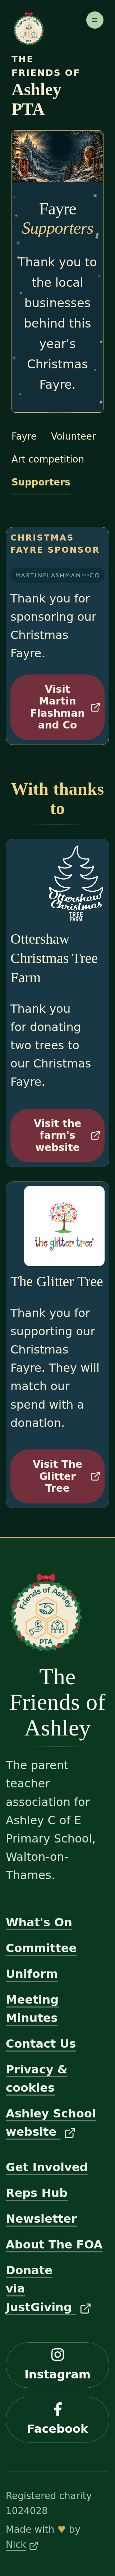 THE
FRIENDS OF
Ashley
PTA
Fayre
Supporters
Thank you to
the local
businesses
behind this
year's
Christmas
Fayre.
Fayre
Volunteer
Art competition
Supporters
CHRISTMAS
FAYRE SPONSOR
MARTINFLASHMANANDCO
Thank you for
sponsoring our
Christmas
Fayre.
Visit
Martin
Flashman
and Co
With thanks
to
Ottershaw
Christmas
TREE
FARM
Ottershaw
Christmas Tree
Farm
Thank you
for donating
two trees to
our Christmas
Fayre.
Visit the
farm's
website
the glitter tree
The Glitter Tree
Thank you for
supporting our
Christmas
Fayre. They will
match our
spend with a
donation.
Visit The
Glitter
Tree
Friends of Ashley
PTA
The
Friends of
Ashley
The parent
teacher
association for
Ashley C of E
Primary School,
Walton-on-
Thames.
What's On
Committee
Uniform
Meeting
Minutes
Contact Us
Privacy &
cookies
Ashley School
website
Get Involved
Reps Hub
Newsletter
About The FOA
Donate
via
JustGiving
Instagram
Facebook
Registered charity
1024028
Made with 🧡 by
Nick